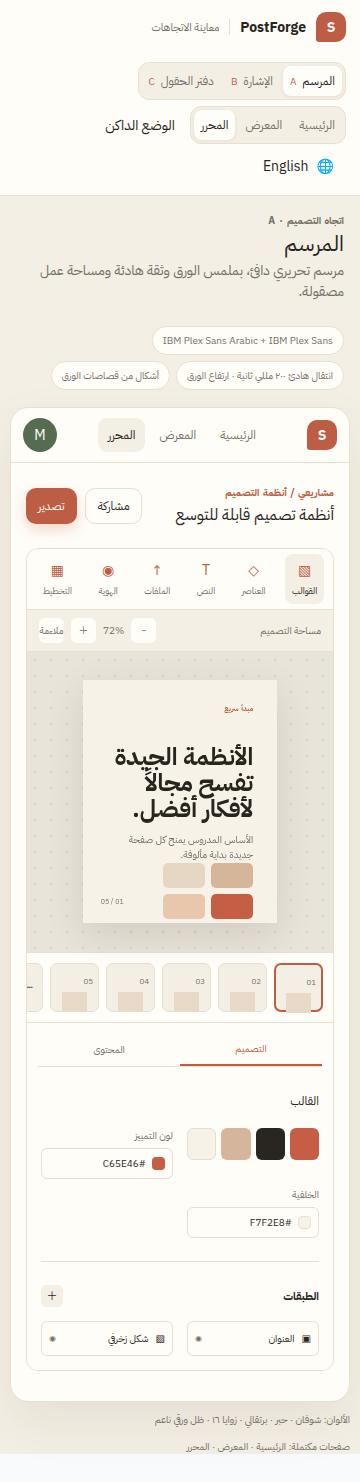 S PostForge معاينة الاتجاهات
المرسم A الإشارة B دفتر الحقول C
الرئيسية المعرض المحرر الوضع الداكن
🌐 English
اتجاه التصميم · A
المرسم
مرسم تحريري دافئ، بملمس الورق وثقة هادئة ومساحة عمل
مصقولة.
IBM Plex Sans Arabic + IBM Plex Sans
انتقال هادئ ٢٠٠ مللي ثانية · ارتفاع الورق أشكال من قصاصات الورق
S الرئيسية المعرض المحرر M
مشاريعي / أنظمة التصميم
أنظمة تصميم قابلة للتوسع
مشاركة تصدير
القوالب العناصر النص الملفات الهوية التخطيط
T
مساحة التصميم - 72% + ملاءمة
مبدأ سريع
الأنظمة الجيدة
تفسح مجالاً
لأفكار أفضل.
الأساس المدروس يمنح كل صفحة
جديدة بداية مألوفة.
05 / 01
01 02 03 04 05
التصميم المحتوى
القالب
لون التمييز
C65E46#
الخلفية
F7F2E8#
الطبقات +
العنوان شكل زخرفي
الألوان: شوفان · حبر · برتقالي · زوايا ١٦ · ظل ورقي ناعم
صفحات مكتملة: الرئيسية · المعرض · المحرر